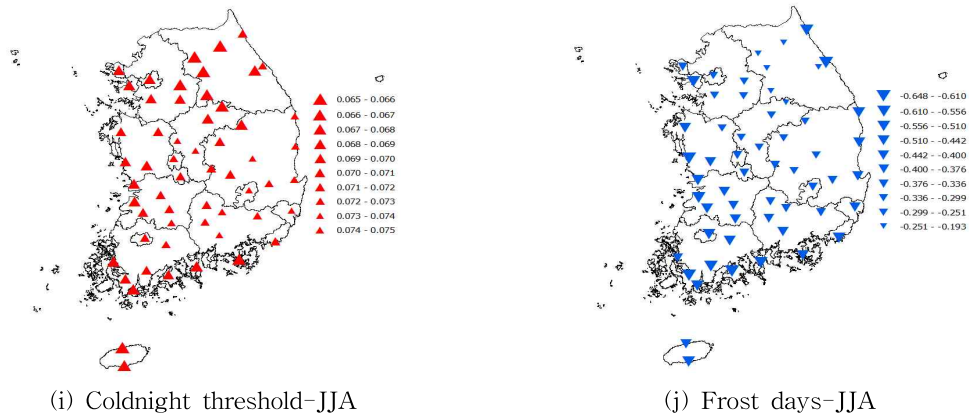 0.065 - 0.066
0.066 - 0.067
0.067 - 0.068
0.068 - 0.069
0.069 - 0.070
0.070 - 0.071
0.071 - 0.072
0.072 - 0.073
0.073 - 0.074
0.074 - 0.075
-0.648 - -0.610
-0.610 - -0.556
-0.556 - -0.510
-0.510 - -0.442
-0.442 - -0.400
-0.400 - -0.376
-0.376 - -0.336
-0.336 - -0.299
-0.299 - -0.251
-0.251 - -0.193
(i) Coldnight threshold-JJA
(j) Frost days-JJA